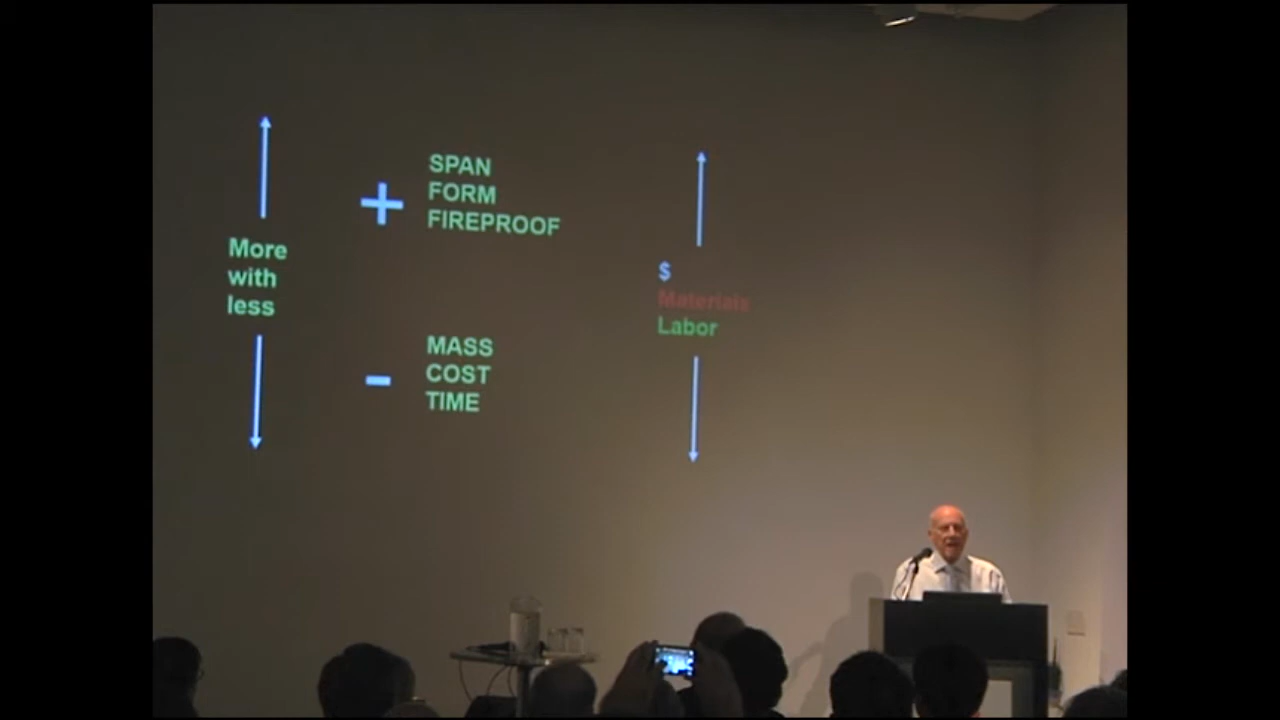 More
with
less
+
SPAN
FORM
FIREPROOF
-
MASS
COST
TIME
$
Materials
Labor